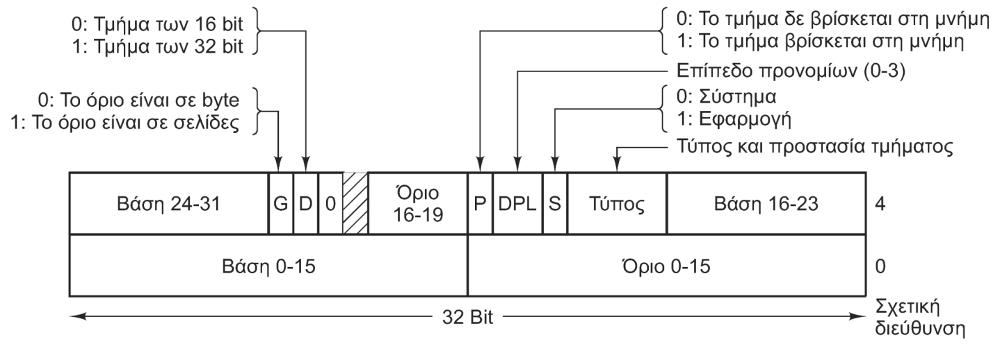 0: Τμήμα των 16 bit
1: Τμήμα των 32 bit
0: Το τμήμα δε βρίσκεται στη μνήμη
1: Το τμήμα βρίσκεται στη μνήμη
Επίπεδο προνομίων (0-3)
0: Το όριο είναι σε byte
1: Το όριο είναι σε σελίδες
0: Σύστημα
1: Εφαρμογή
Τύπος και προστασία τμήματος
Βάση 24-31 G D 0 Όριο 16-19 P DPL S Τύπος Βάση 16-23 4
Βάση 0-15 Όριο 0-15 0
32 Bit
Σχετική
διεύθυνση